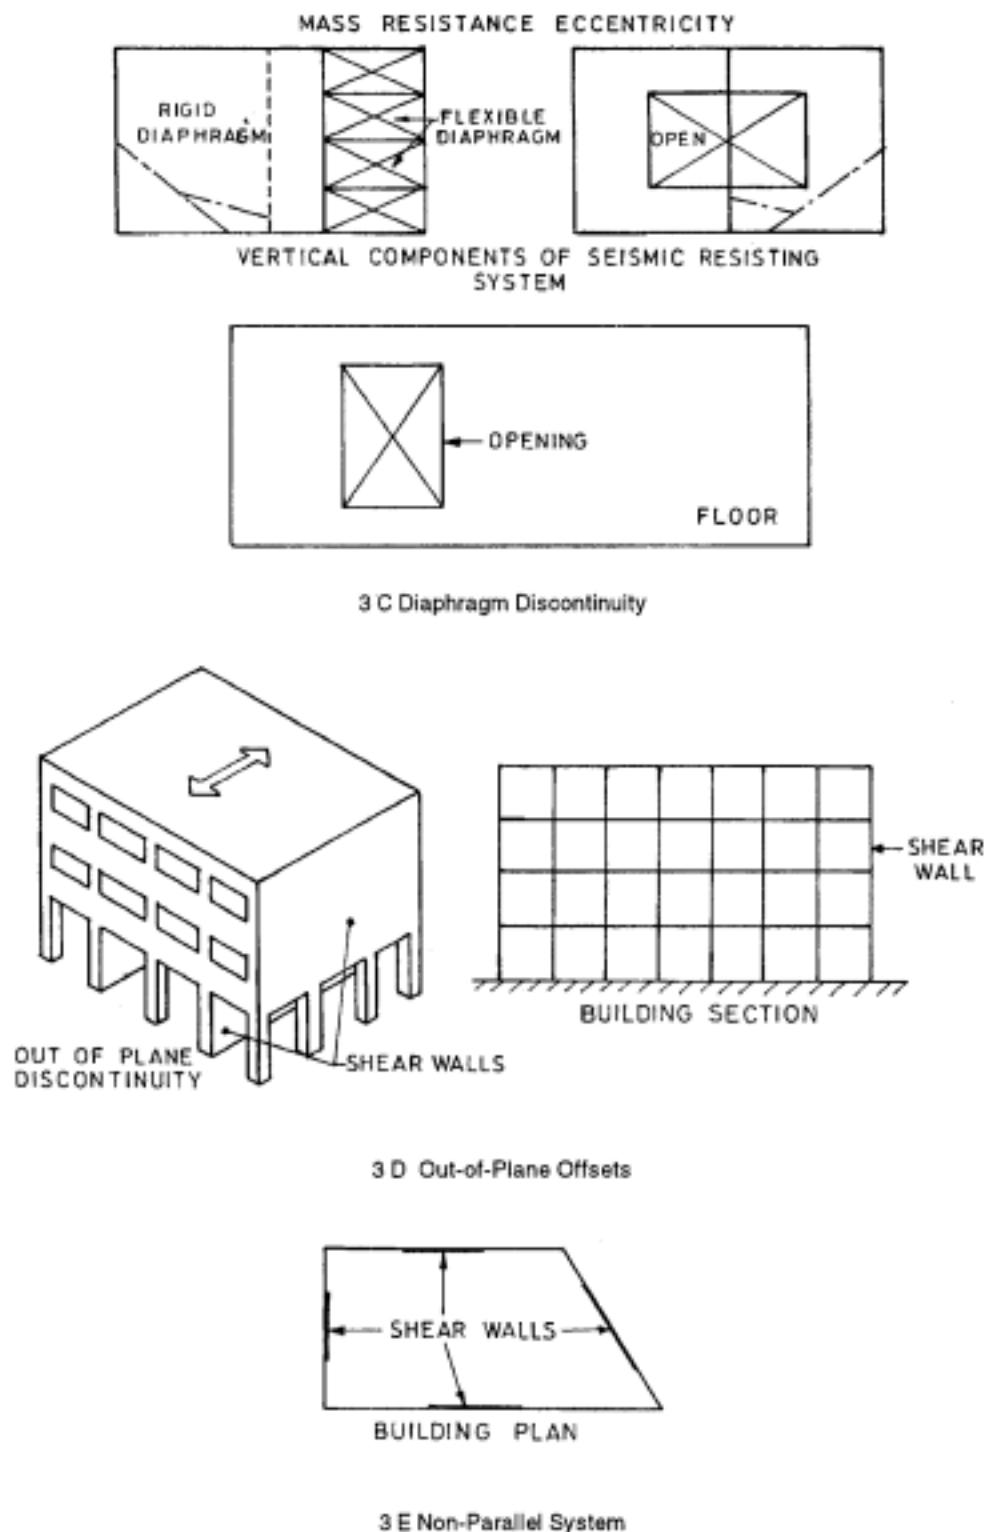 MASS RESISTANCE ECCENTRICITY
RIGID
DIAPHRAGM
FLEXIBLE
DIAPHRAGM
OPEN
VERTICAL COMPONENTS OF SEISMIC RESISTING
SYSTEM
OPENING
FLOOR
3 C Diaphragm Discontinuity
SHEAR
WALL
BUILDING SECTION
OUT OF PLANE
DISCONTINUITY
SHEAR WALLS
3 D Out-of-Plane Offsets
SHEAR WALLS
BUILDING PLAN
3 E Non-Parallel System